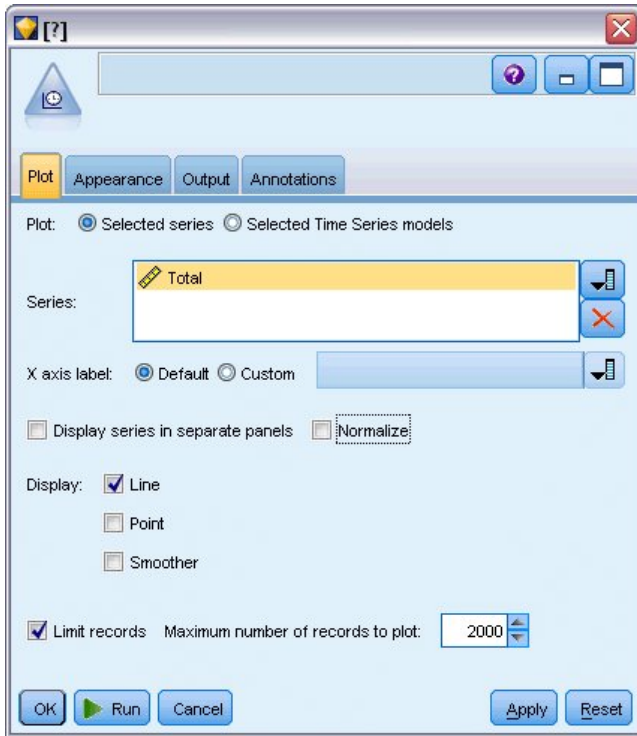 [?]
Plot Appearance Output Annotations
Plot: Selected series Selected Time Series models
Series: Total
X axis label: Default Custom
Display series in separate panels Normalize
Display: Line
Point
Smoother
Limit records Maximum number of records to plot: 2000
OK Run Cancel Apply Reset